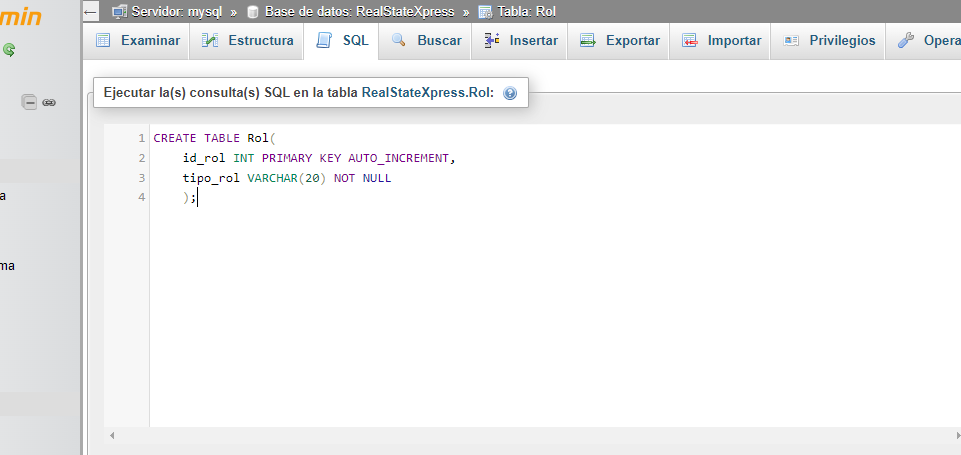 min
← Servidor: mysql » Base de datos: RealStateXpress » Tabla: Rol
Examinar Estructura SQL Buscar Insertar Exportar Importar Privilegios Opera
Ejecutar la(s) consulta(s) SQL en la tabla RealStateXpress.Rol:
1 CREATE TABLE Rol(
2 id_rol INT PRIMARY KEY AUTO_INCREMENT,
3 tipo_rol VARCHAR(20) NOT NULL
4 );
a
ma